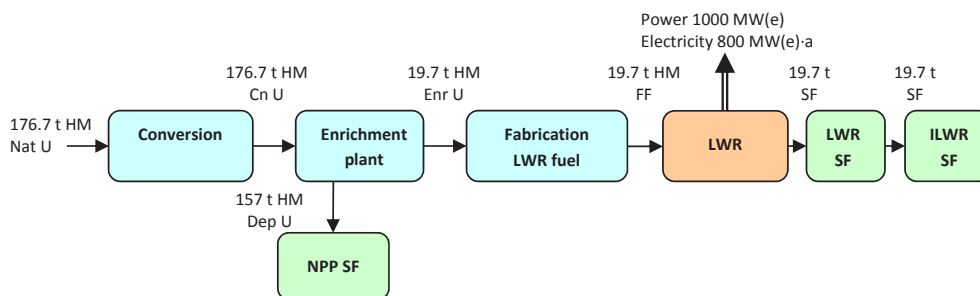 Power 1000 MW(e)
Electricity 800 MW(e)·a
176.7 t HM
Nat U
Conversion
176.7 t HM
Cn U
Enrichment
plant
157 t HM
Dep U
NPP SF
19.7 t HM
Enr U
Fabrication
LWR fuel
19.7 t HM
FF
LWR
19.7 t
SF
LWR
SF
19.7 t
SF
ILWR
SF